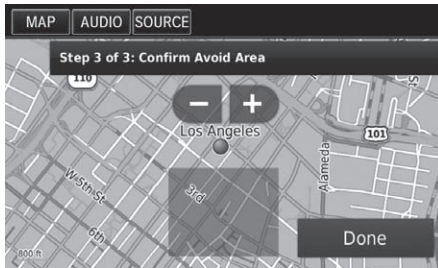 MAP AUDIO SOURCE
Step 3 of 3: Confirm Avoid Area
110
− +
Los Angeles
101
Alameda
W 5th St
3rd
6th
Done
800 ft